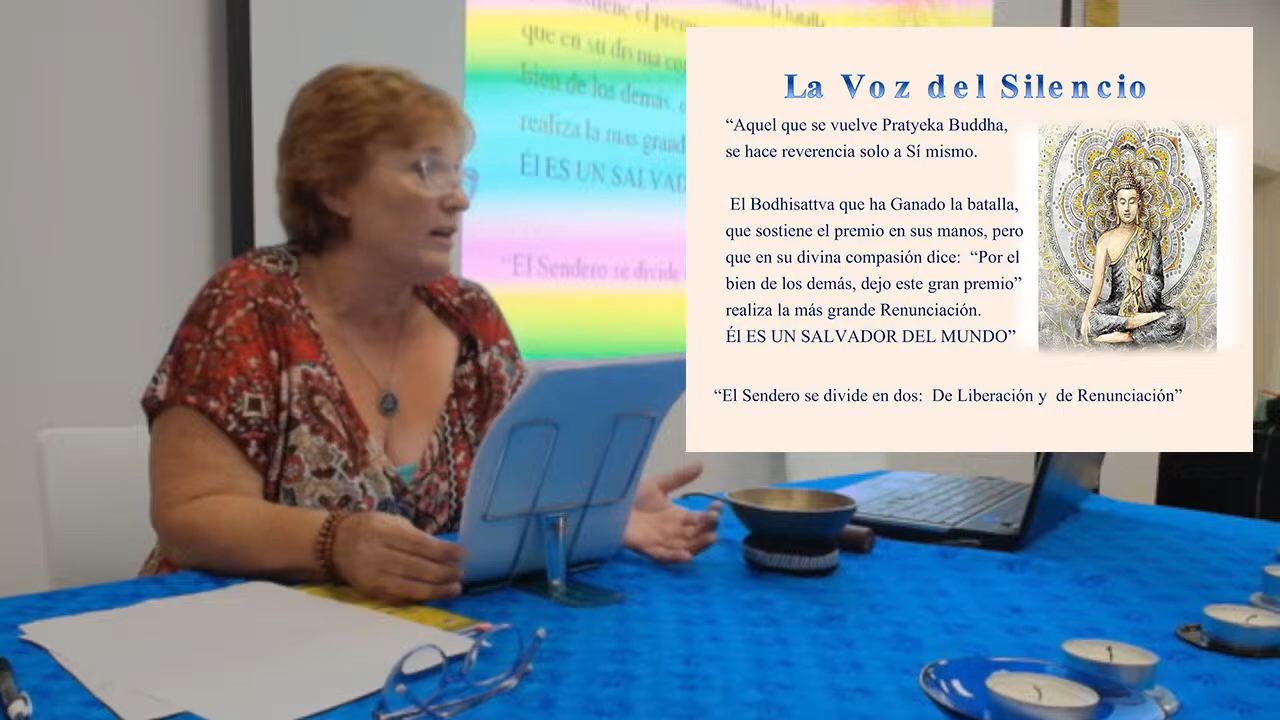 La Voz del Silencio
“Aquel que se vuelve Pratyeka Buddha,
se hace reverencia solo a Sí mismo.
El Bodhisattva que ha Ganado la batalla,
que sostiene el premio en sus manos, pero
que en su divina compasión dice: “Por el
bien de los demás, dejo este gran premio”
realiza la más grande Renunciación.
Él ES UN SALVADOR DEL MUNDO”
“El Sendero se divide en dos: De Liberación y de Renunciación”
la batalla
que en su divina
bien de los demás,
realiza la mas
ÉL ES UN
“El Sendero se divide